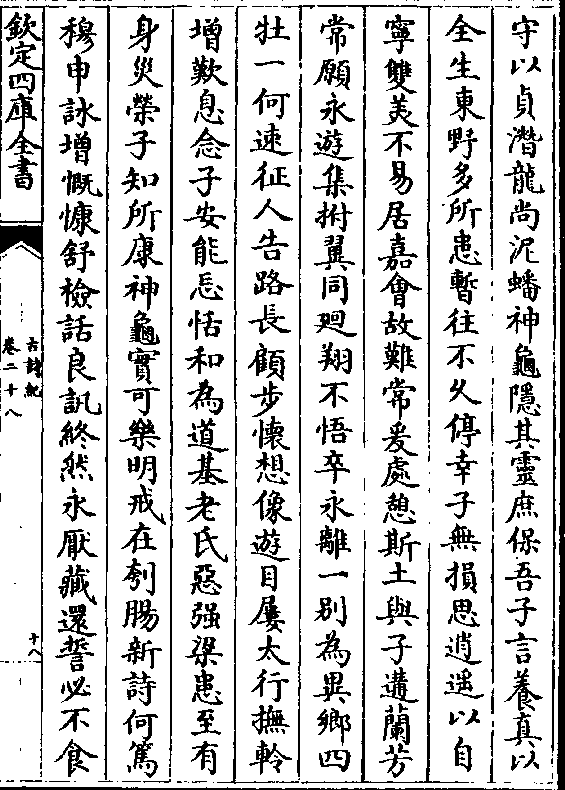 守以貞潛龍尚泥蟠神龜隱其靈庶保吾子言養真以
全生東野多所患暫往不久停幸子無損思逍遙以自
寧雙美不易居嘉會故難常爰處憩斯土與子遘蘭芳
常願永遊集拊翼同廻翔不悟卒永離一别為異鄉四
牡一何速征人告路長顧步懷想像遊目屢太行撫軨
增歎息念子安能忘恬和為道基老氏惡强梁患至有
身災榮子知所康神龜實可樂明戒在刳腸新詩何篤
穆申詠增慨慷舒檢話良訊終然永厭藏還誓必不食
欽定四庫全書
古詩紀
卷二十八
十八